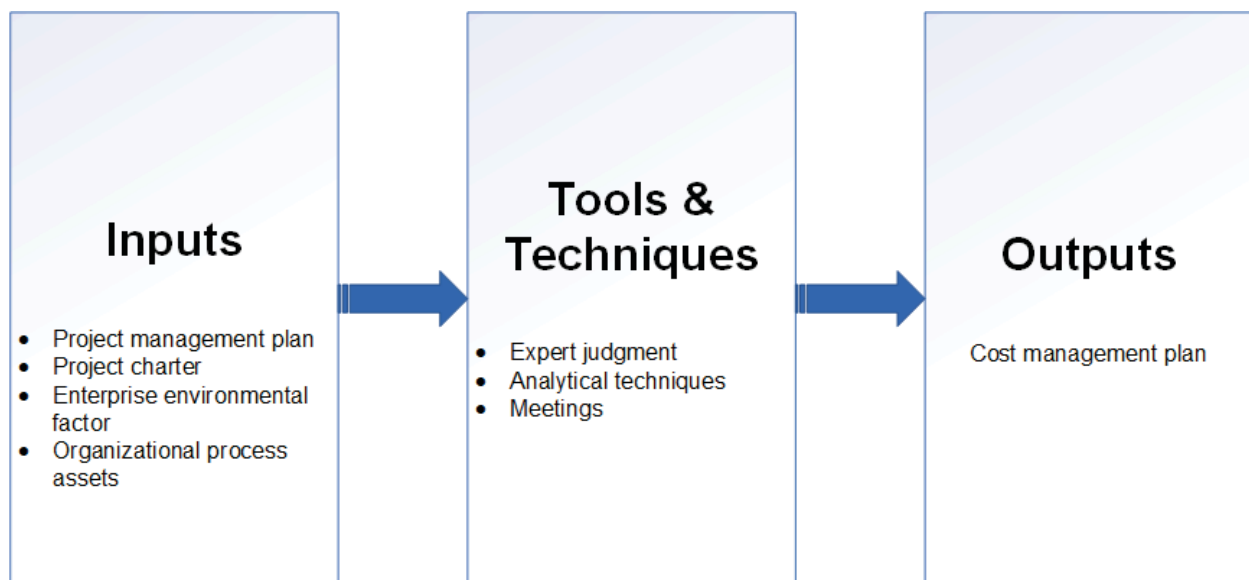 Inputs
• Project management plan
• Project charter
• Enterprise environmental
factor
• Organizational process
assets
Tools &
Techniques
• Expert judgment
• Analytical techniques
• Meetings
Outputs
Cost management plan